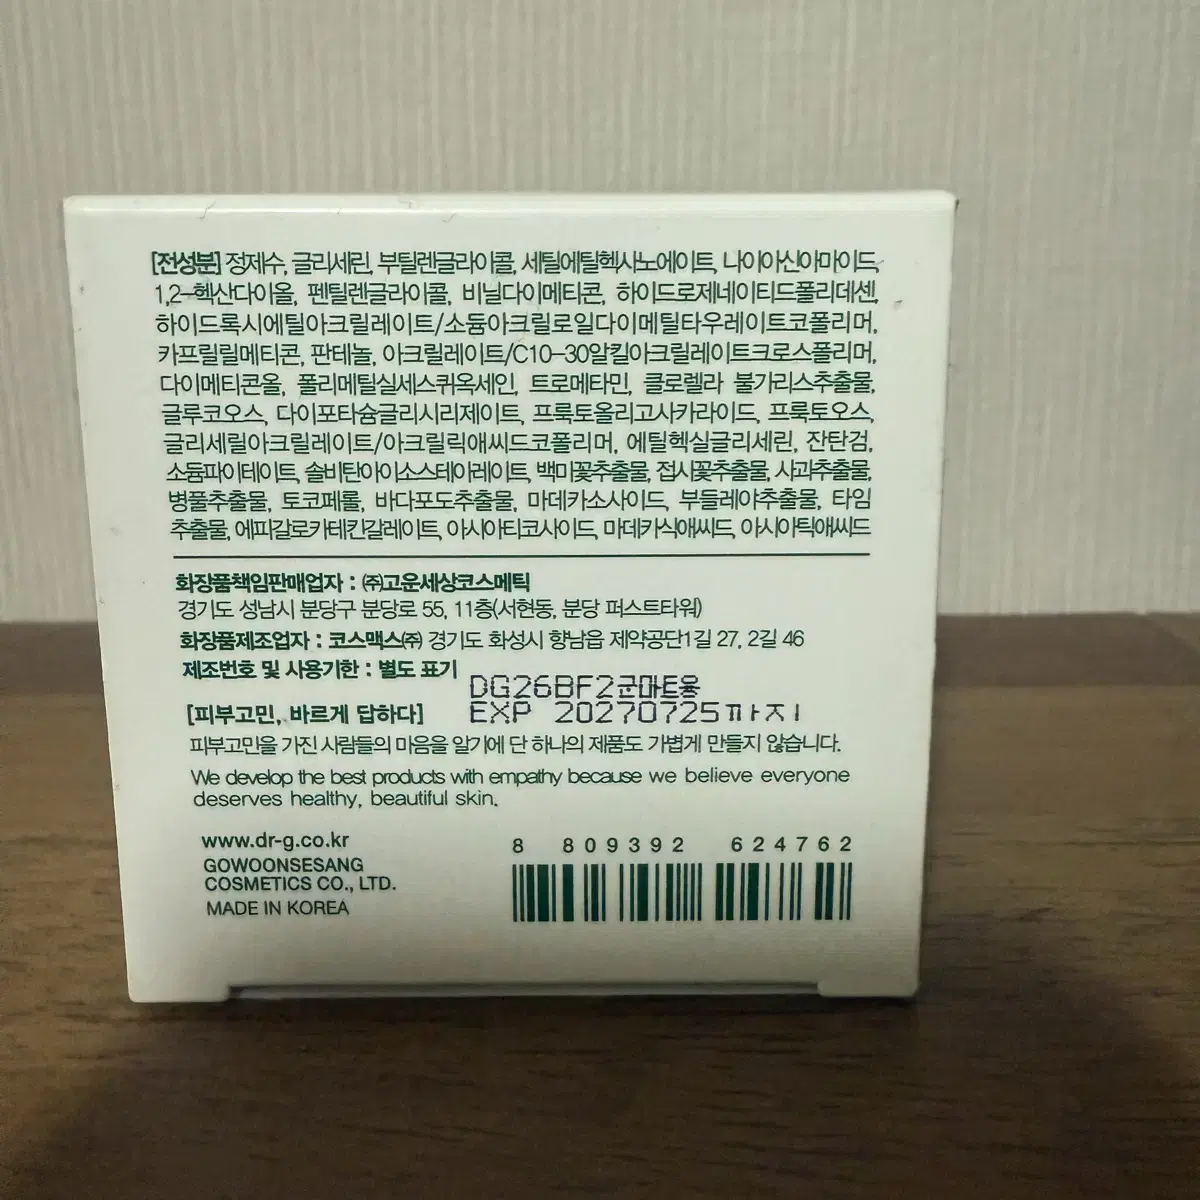 [전성분] 정제수, 글리세린, 부틸렌글라이콜, 세틸에틸헥사노에이트, 나이아신아마이드,
1,2-헥산다이올, 펜틸렌글라이콜, 비닐다이메티콘, 하이드로제네이티드폴리데센,
하이드록시에틸아크릴레이트/소듐아크릴로일다이메틸타우레이트코폴리머,
카프릴릴메티콘, 판테놀, 아크릴레이트/C10-30알킬아크릴레이트크로스폴리머,
다이메티콘올, 폴리메틸실세스퀴옥세인, 트로메타민, 클로렐라 불가리스추출물,
글루코오스, 다이포타슘글리시리제이트, 프룩토올리고사카라이드, 프룩토오스,
글리세릴아크릴레이트/아크릴릭애씨드코폴리머, 에틸헥실글리세린, 잔탄검,
소듐파이테이트, 솔비탄아이소스테아레이트, 백미꽃추출물, 접시꽃추출물, 사과추출물,
병풀추출물, 토코페롤, 바다포도추출물, 마데카소사이드, 부들레야추출물, 타임
추출물, 에피갈로카테킨갈레이트, 아시아티코사이드, 마데카식애씨드, 아시아틱애씨드
화장품책임판매업자 : ㈜고운세상코스메틱
경기도 성남시 분당구 분당로 55, 11층(서현동, 분당 퍼스트타워)
화장품제조업자 : 코스맥스㈜ 경기도 화성시 향남읍 제약공단1길 27, 2길 46
제조번호 및 사용기한 : 별도 표기
DG26BF2군마트용
EXP 20270725까지
[피부고민, 바르게 답하다]
피부고민을 가진 사람들의 마음을 알기에 단 하나의 제품도 가볍게 만들지 않습니다.
We develop the best products with empathy because we believe everyone
deserves healthy, beautiful skin.
www.dr-g.co.kr
GOWOONSESANG
COSMETICS CO., LTD.
MADE IN KOREA
8 809392 624762